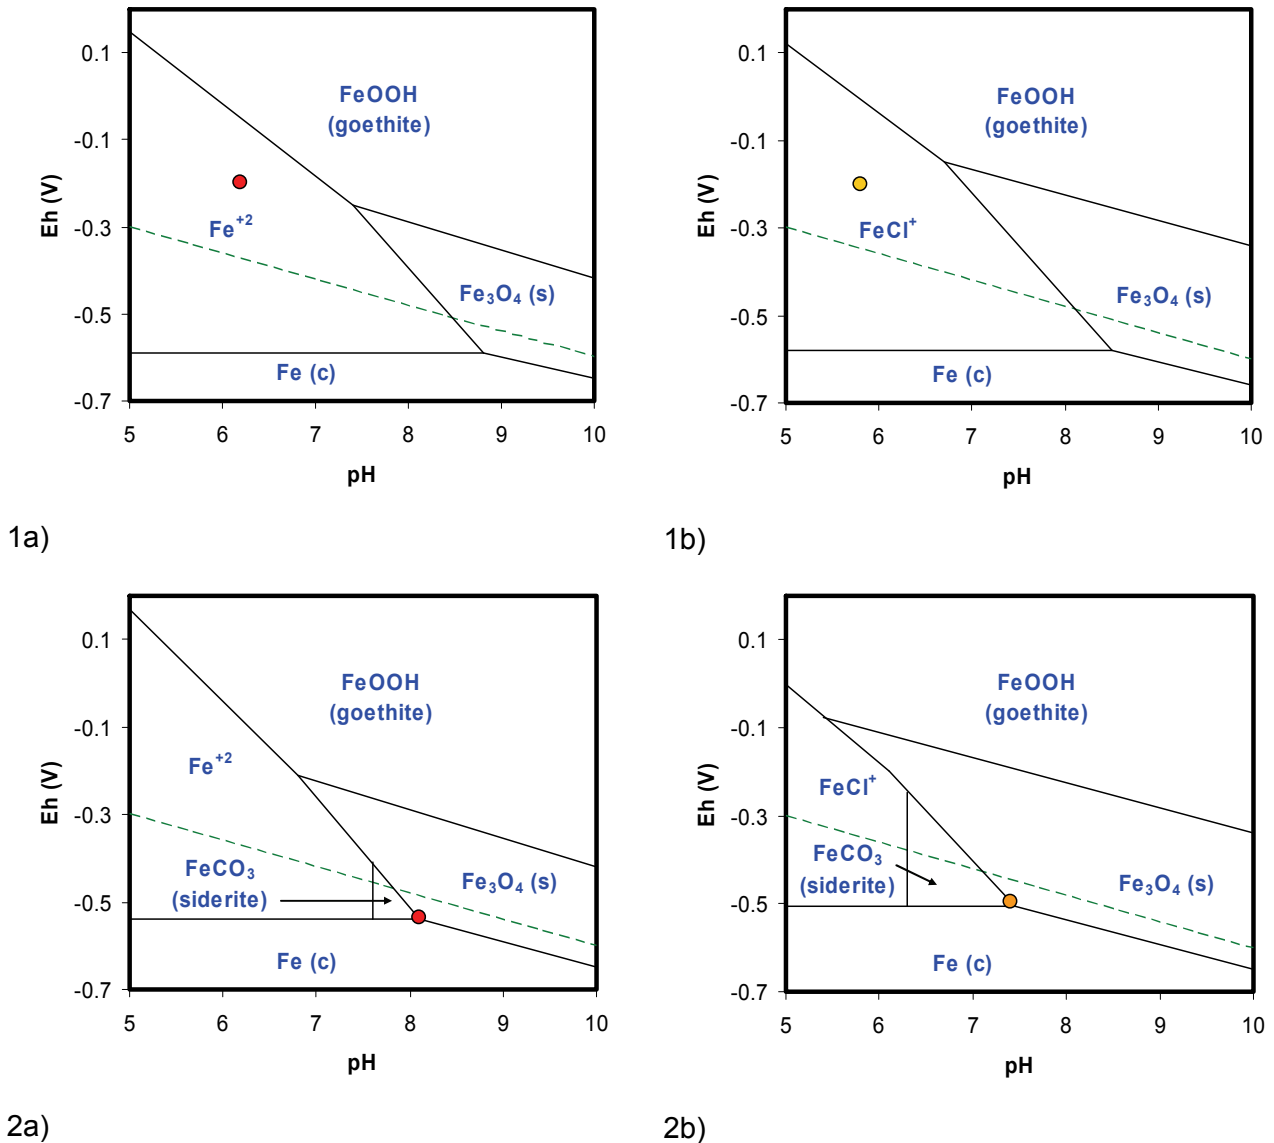 0.1
-0.1
-0.3
-0.5
-0.7
Eh (V)
FeOOH
(goethite)
Fe⁺²
Fe₃O₄ (s)
Fe (c)
5 6 7 8 9 10
pH
1a)
0.1
-0.1
-0.3
-0.5
-0.7
Eh (V)
FeOOH
(goethite)
FeCl⁺
Fe₃O₄ (s)
Fe (c)
5 6 7 8 9 10
pH
1b)
0.1
-0.1
-0.3
-0.5
-0.7
Eh (V)
FeOOH
(goethite)
Fe⁺²
FeCO₃
(siderite)
Fe₃O₄ (s)
Fe (c)
5 6 7 8 9 10
pH
2a)
0.1
-0.1
-0.3
-0.5
-0.7
Eh (V)
FeOOH
(goethite)
FeCl⁺
FeCO₃
(siderite)
Fe₃O₄ (s)
Fe (c)
5 6 7 8 9 10
pH
2b)